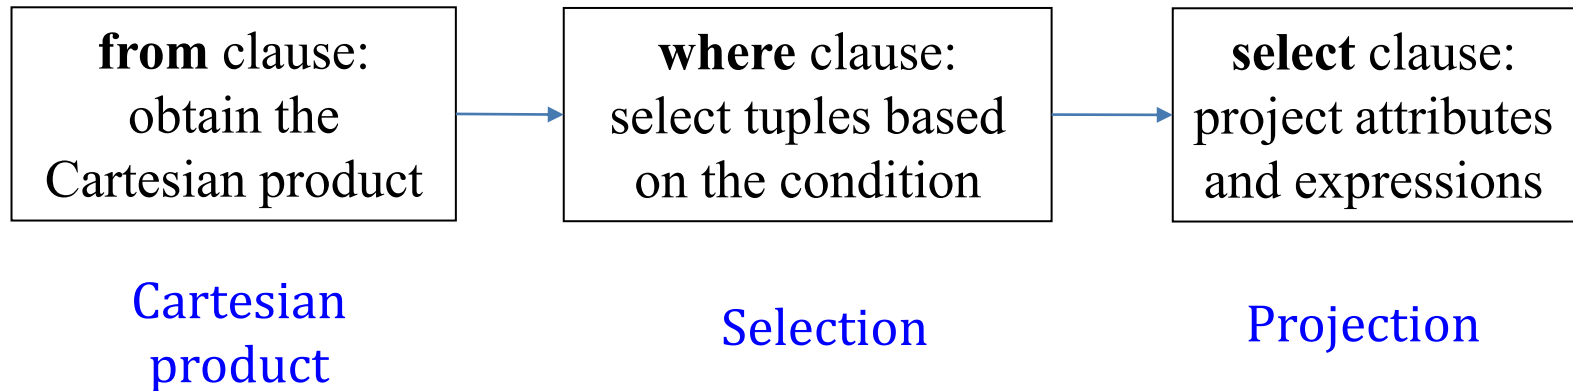 from clause:
obtain the
Cartesian product
where clause:
select tuples based
on the condition
select clause:
project attributes
and expressions
Cartesian
product
Selection
Projection